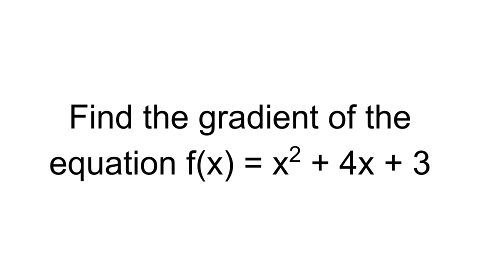 Find the gradient of the
equation f(x) = x² + 4x + 3